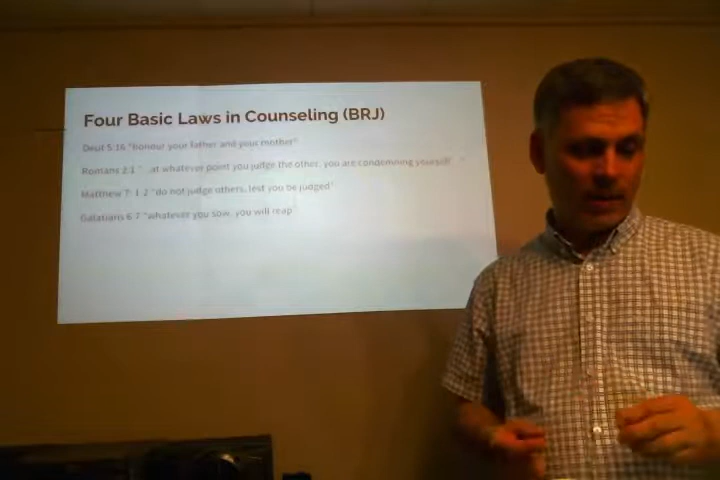 Four Basic Laws in Counseling (BRJ)
Deut 5:16 "honour your father and your mother"
Romans 2:1 "...at whatever point you judge the other, you are condemning yourself"
Matthew 7: 1-2 "do not judge others, lest you be judged"
Galatians 6:7 "whatever you sow, you will reap"